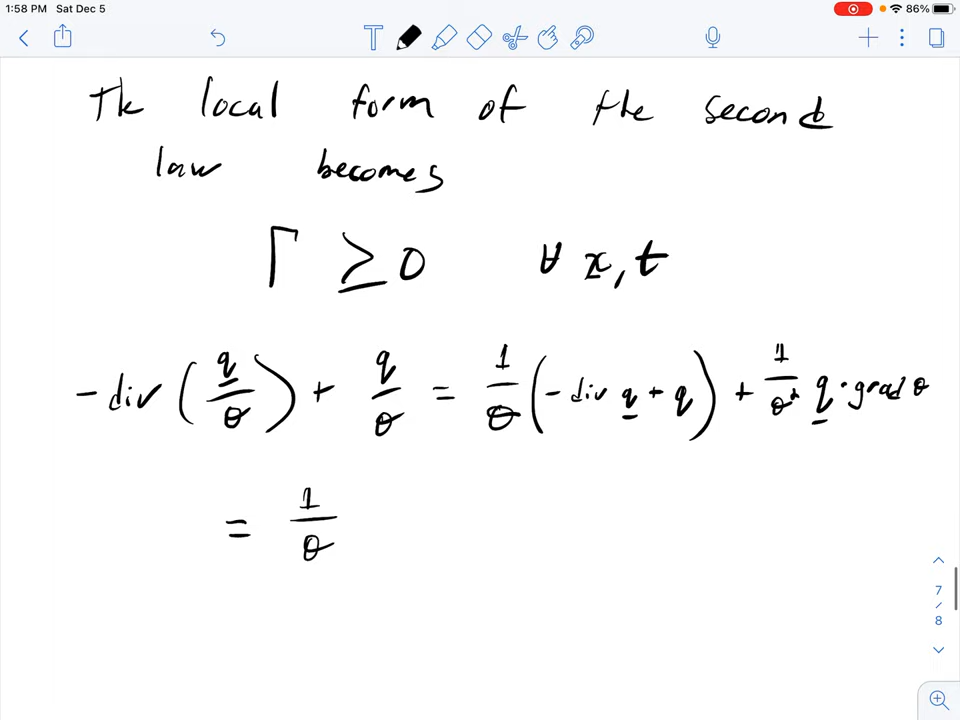 1:58 PM Sat Dec 5 86%
The local form of the second
law becomes
Γ ≥ 0 ∀ x, t
-div (q/θ) + q/θ = 1/θ (-div q + q) + 1/θ² q · grad θ
= 1/θ
7
/
8